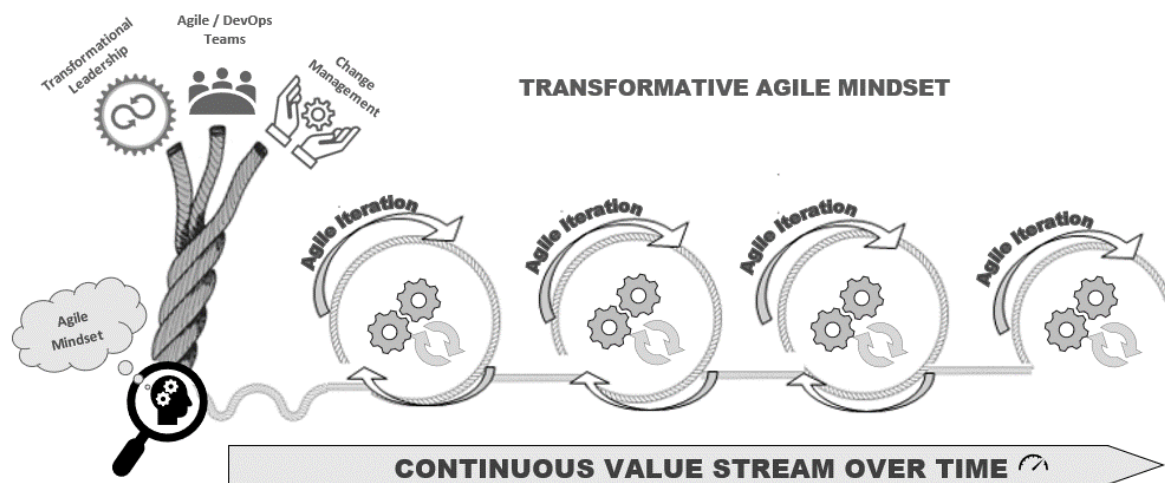 Transformational
Leadership
Agile / DevOps
Teams
Change
Management
TRANSFORMATIVE AGILE MINDSET
Agile
Mindset
Agile Iteration
Agile Iteration
Agile Iteration
Agile Iteration
CONTINUOUS VALUE STREAM OVER TIME